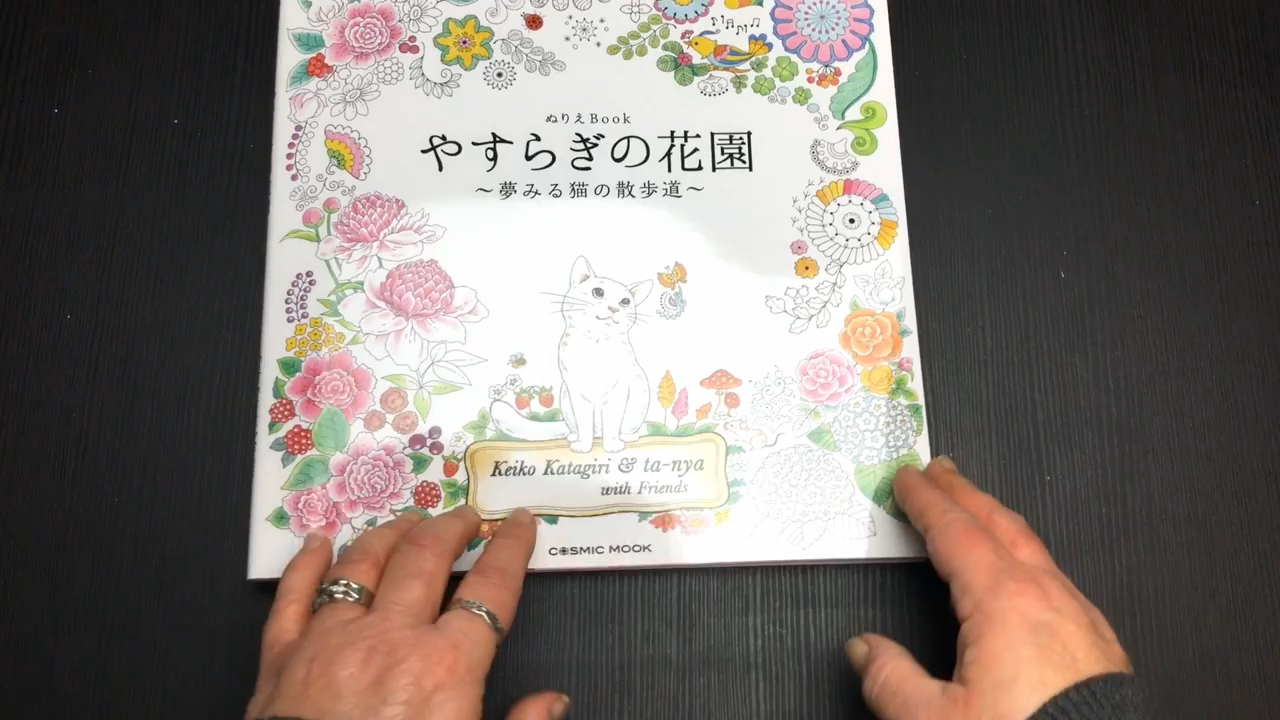 ぬりえBook
やすらぎの花園
～夢みる猫の散歩道～
Keiko Katagiri & ta-nya
with Friends
COSMIC MOOK